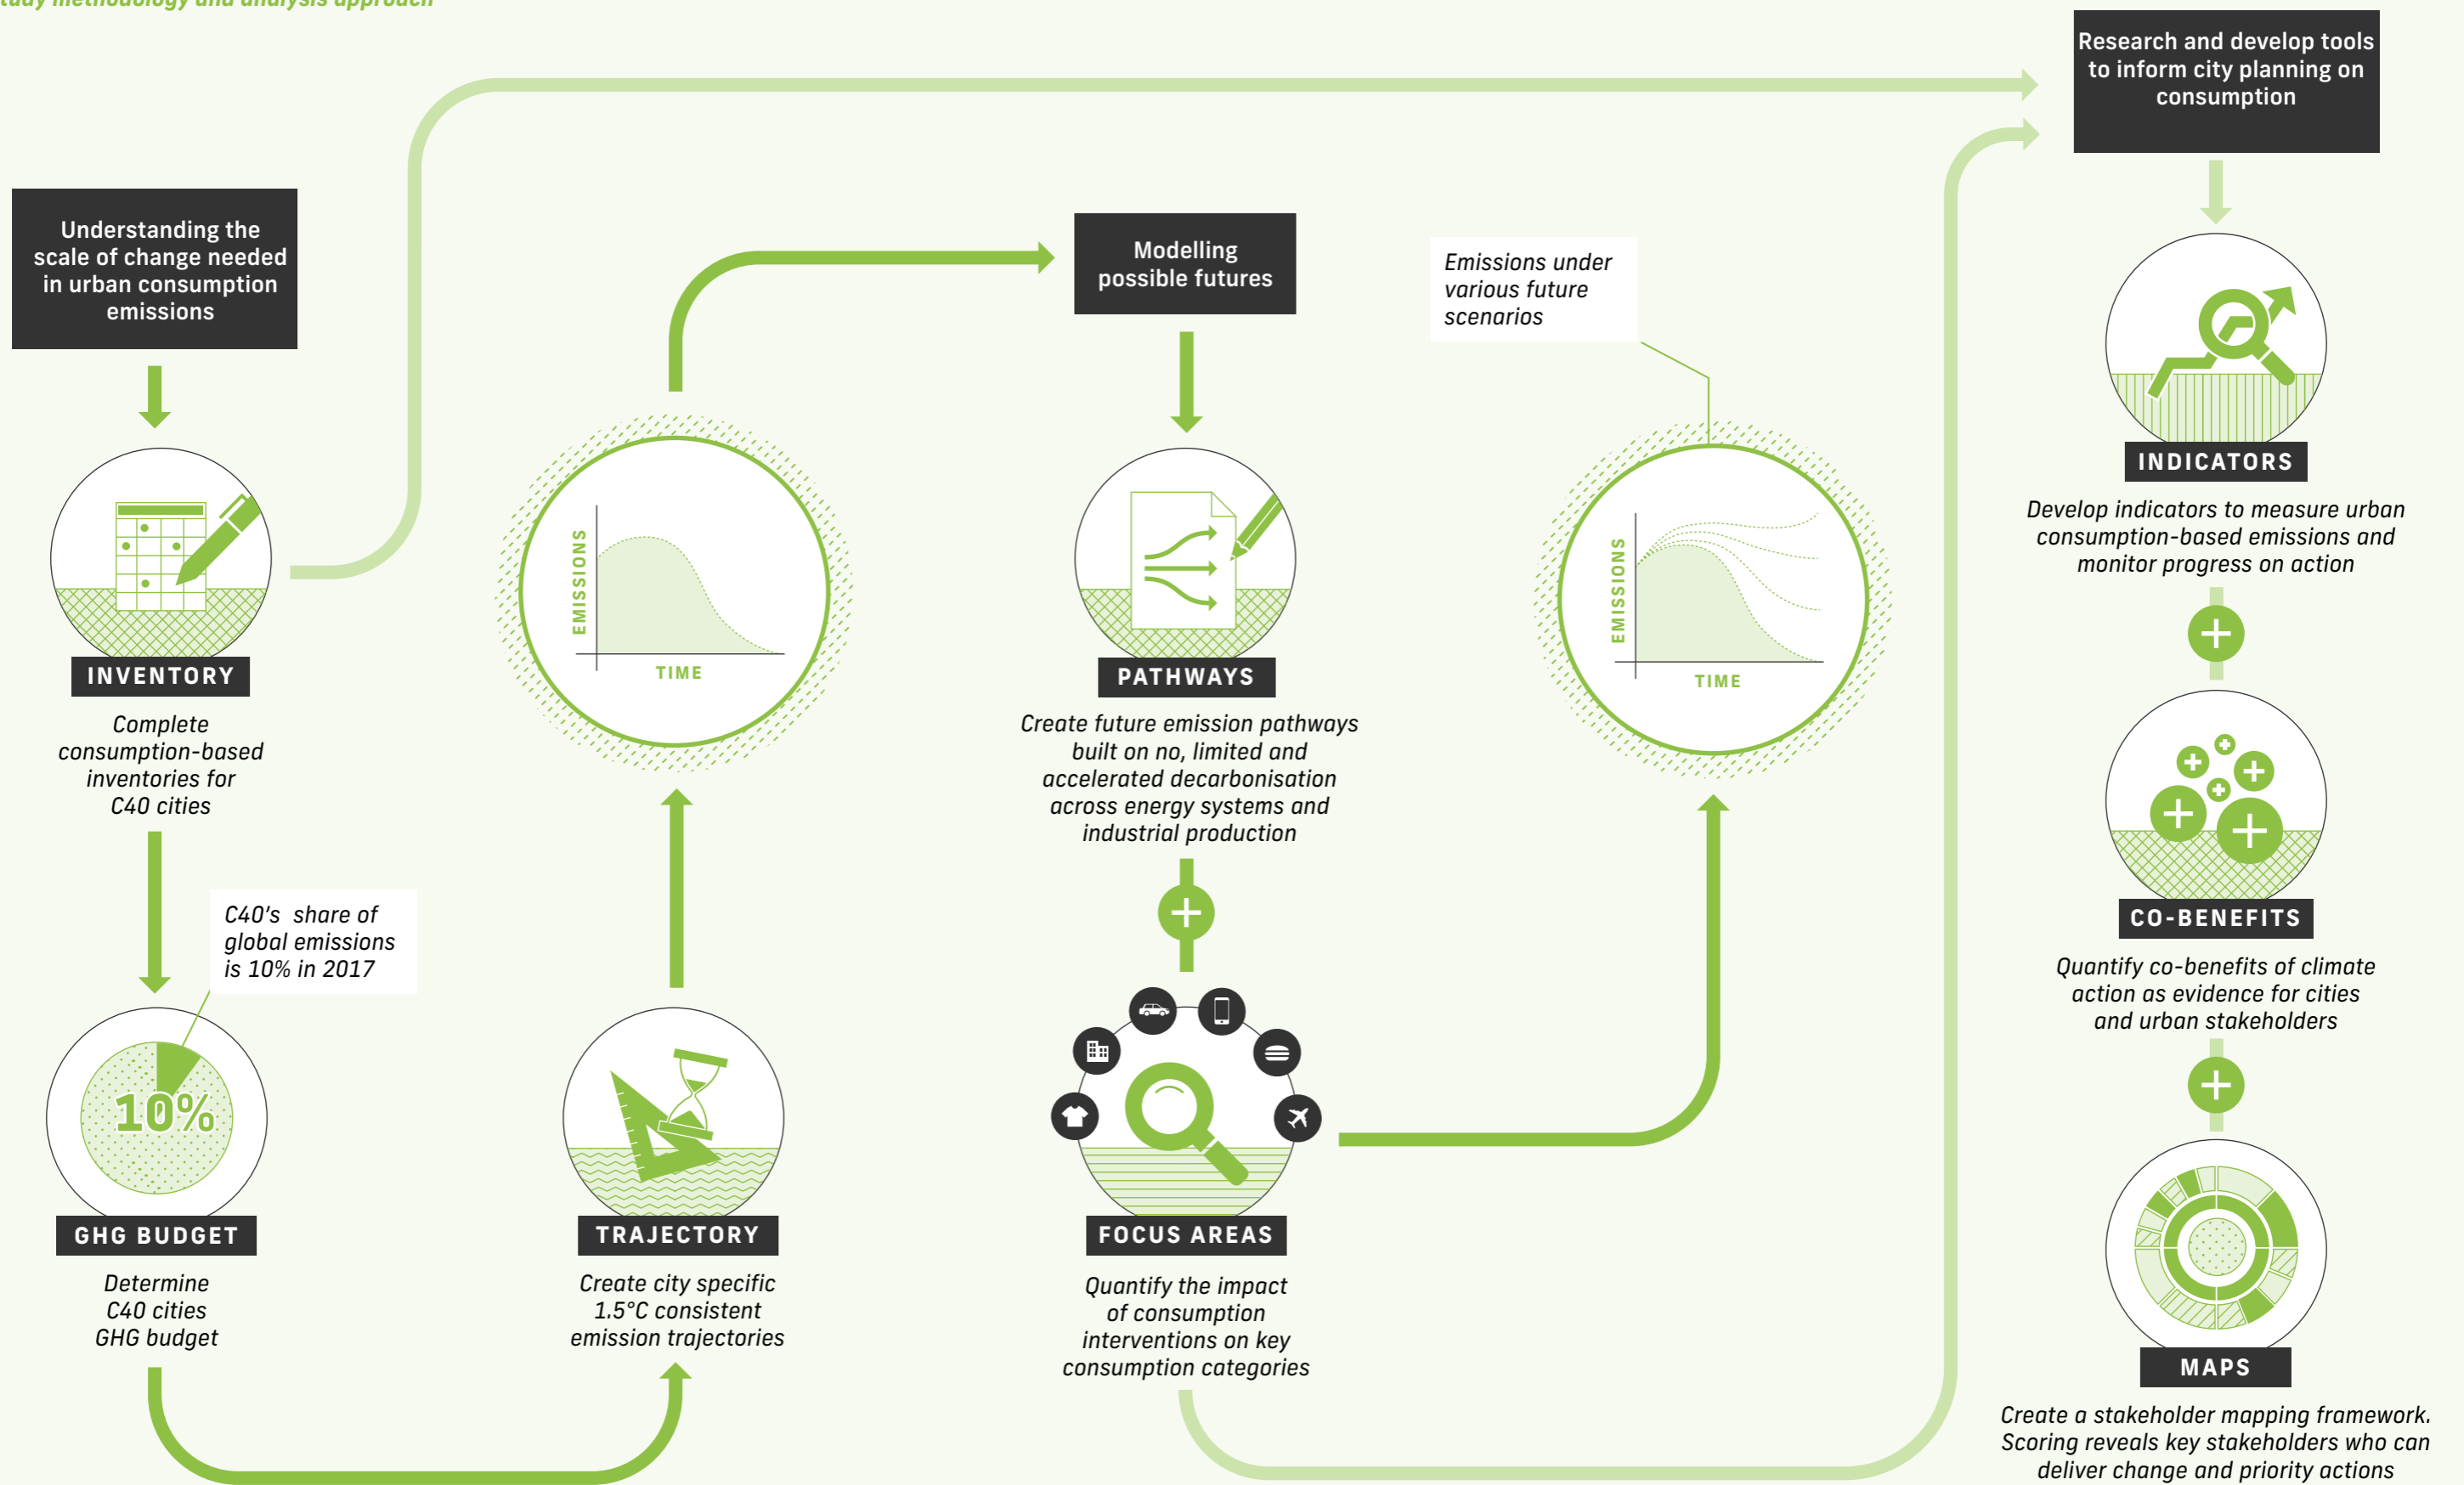 study methodology and analysis approach
Understanding the
scale of change needed
in urban consumption
emissions
INVENTORY
Complete
consumption-based
inventories for
C40 cities
C40's share of
global emissions
is 10% in 2017
10%
GHG BUDGET
Determine
C40 cities
GHG budget
EMISSIONS
TIME
TRAJECTORY
Create city specific
1.5°C consistent
emission trajectories
Modelling
possible futures
PATHWAYS
Create future emission pathways
built on no, limited and
accelerated decarbonisation
across energy systems and
industrial production
FOCUS AREAS
Quantify the impact
of consumption
interventions on key
consumption categories
Emissions under
various future
scenarios
EMISSIONS
TIME
Research and develop tools
to inform city planning on
consumption
INDICATORS
Develop indicators to measure urban
consumption-based emissions and
monitor progress on action
CO-BENEFITS
Quantify co-benefits of climate
action as evidence for cities
and urban stakeholders
MAPS
Create a stakeholder mapping framework.
Scoring reveals key stakeholders who can
deliver change and priority actions